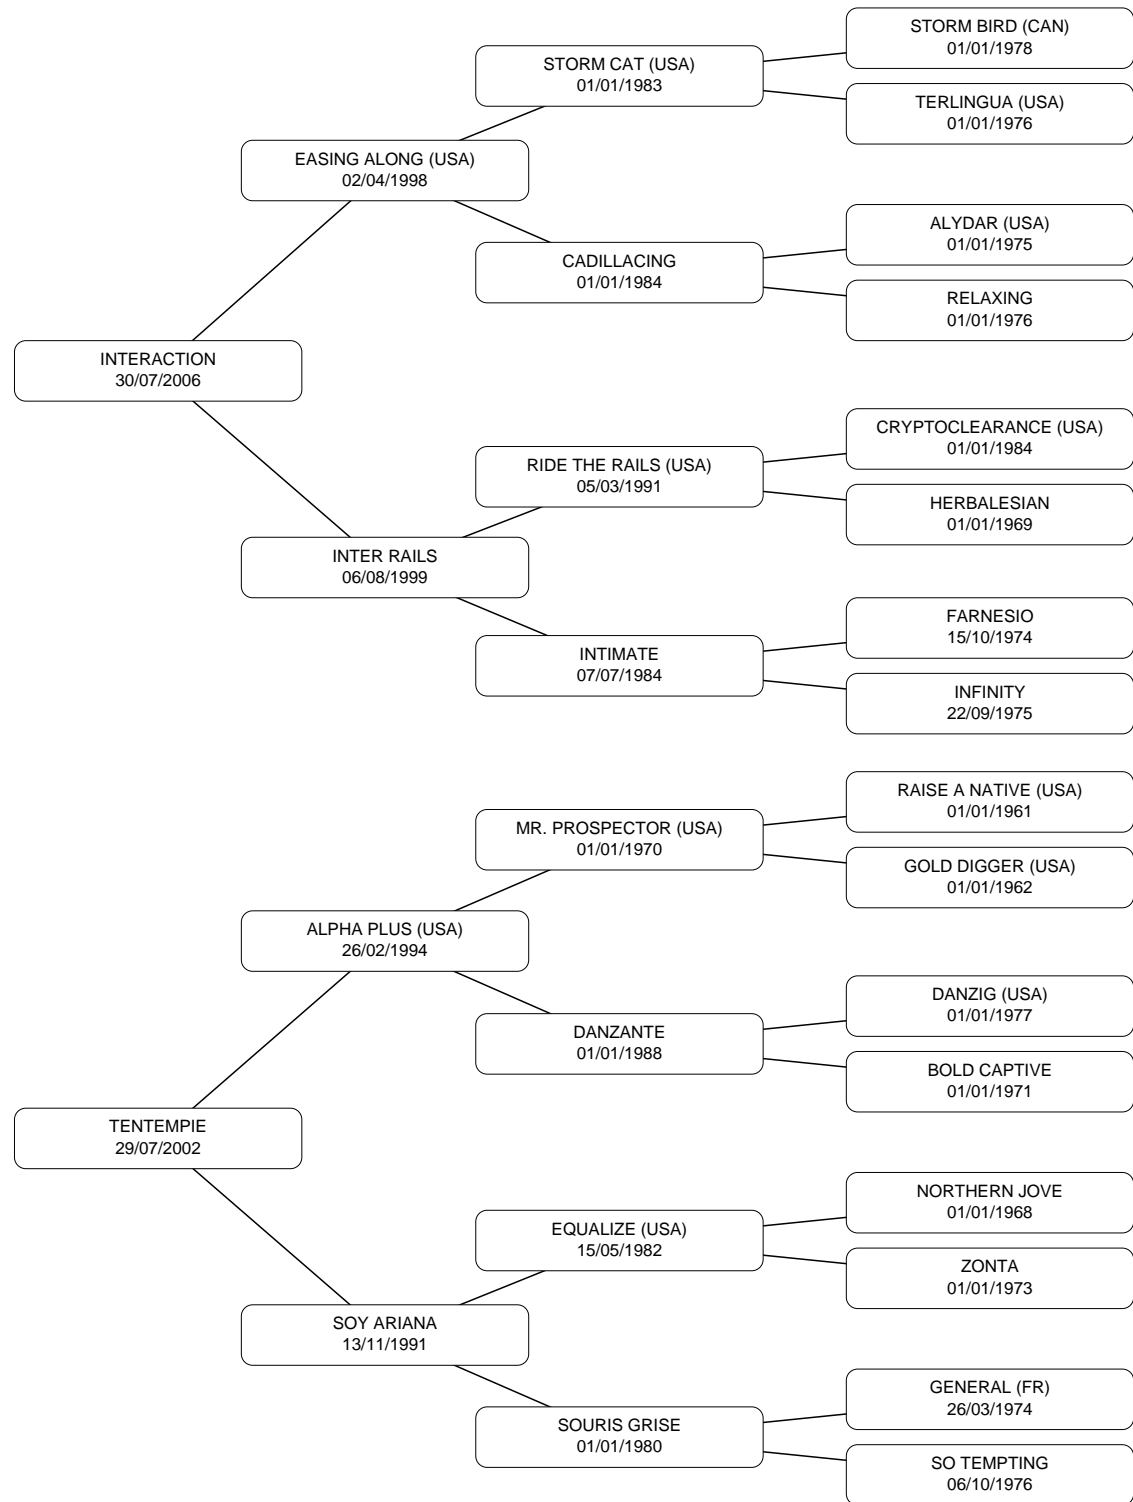 STORM BIRD (CAN)
01/01/1978
STORM CAT (USA)
01/01/1983
TERLINGUA (USA)
01/01/1976
EASING ALONG (USA)
02/04/1998
ALYDAR (USA)
01/01/1975
CADILLACING
01/01/1984
RELAXING
01/01/1976
INTERACTION
30/07/2006
CRYPTOCLEARANCE (USA)
01/01/1984
RIDE THE RAILS (USA)
05/03/1991
HERBALESIAN
01/01/1969
INTER RAILS
06/08/1999
FARNESIO
15/10/1974
INTIMATE
07/07/1984
INFINITY
22/09/1975
RAISE A NATIVE (USA)
01/01/1961
MR. PROSPECTOR (USA)
01/01/1970
GOLD DIGGER (USA)
01/01/1962
ALPHA PLUS (USA)
26/02/1994
DANZIG (USA)
01/01/1977
DANZANTE
01/01/1988
BOLD CAPTIVE
01/01/1971
TENTEMPIE
29/07/2002
NORTHERN JOVE
01/01/1968
EQUALIZE (USA)
15/05/1982
ZONTA
01/01/1973
SOY ARIANA
13/11/1991
GENERAL (FR)
26/03/1974
SOURIS GRISE
01/01/1980
SO TEMPTING
06/10/1976